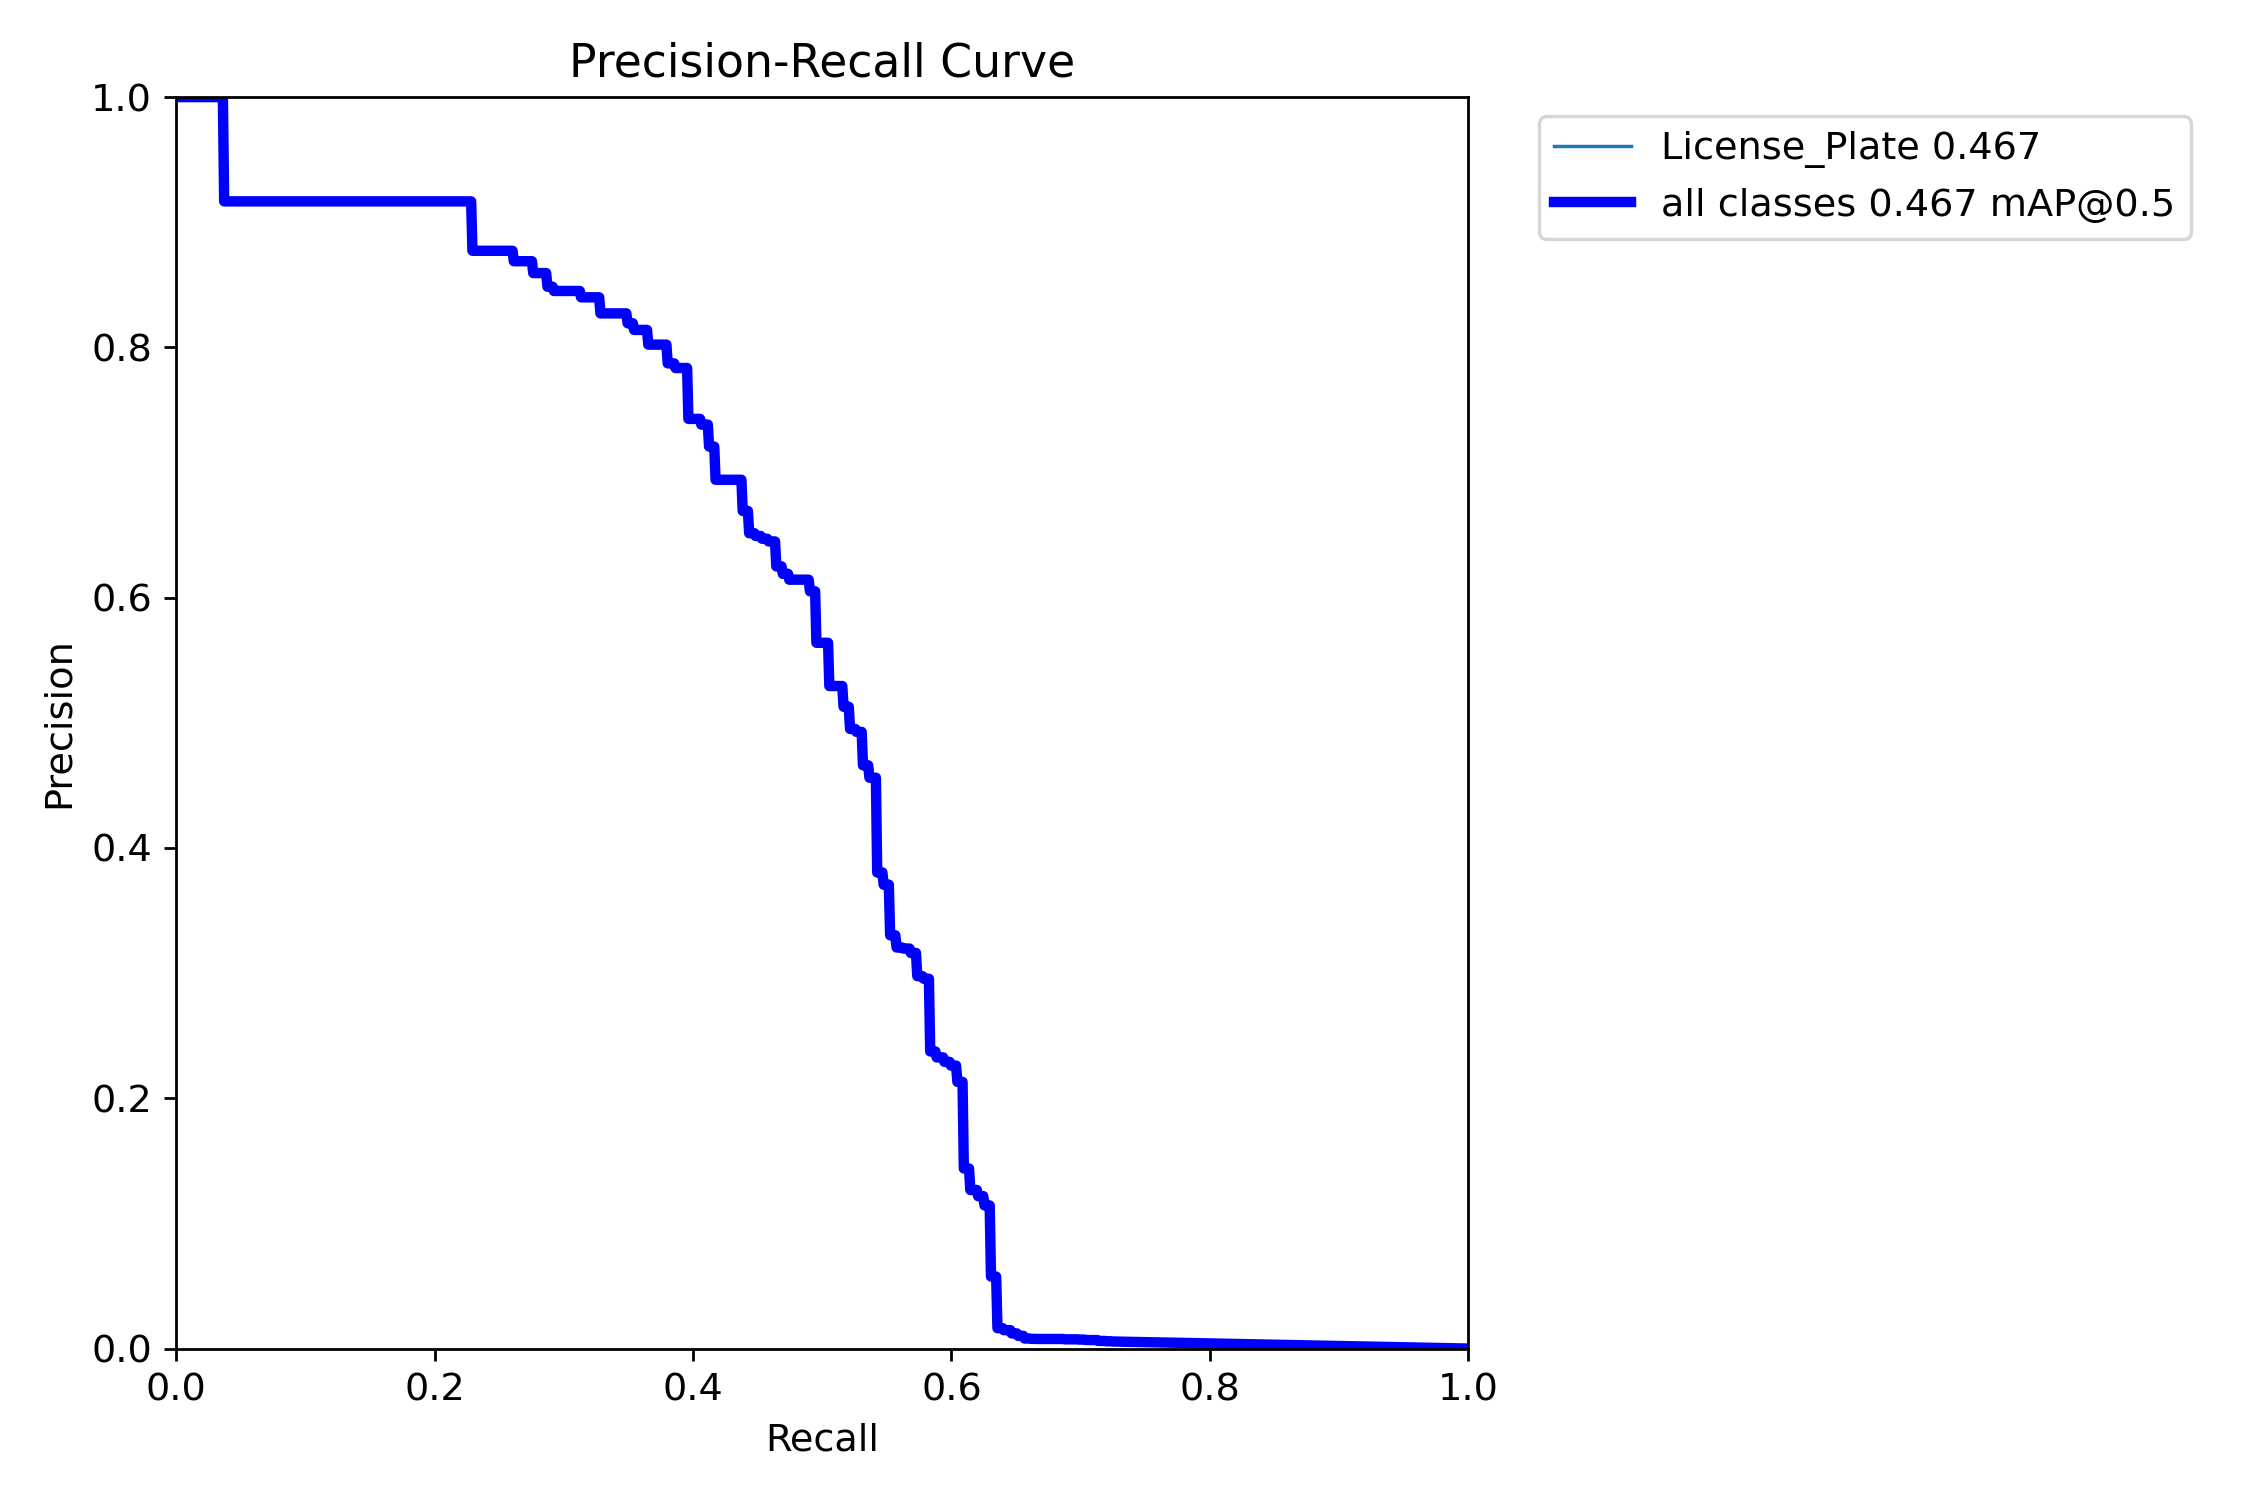 Precision-Recall Curve
1.0
0.8
0.6
0.4
0.2
0.0
Precision
0.0 0.2 0.4 0.6 0.8 1.0
Recall
License_Plate 0.467
all classes 0.467 mAP@0.5